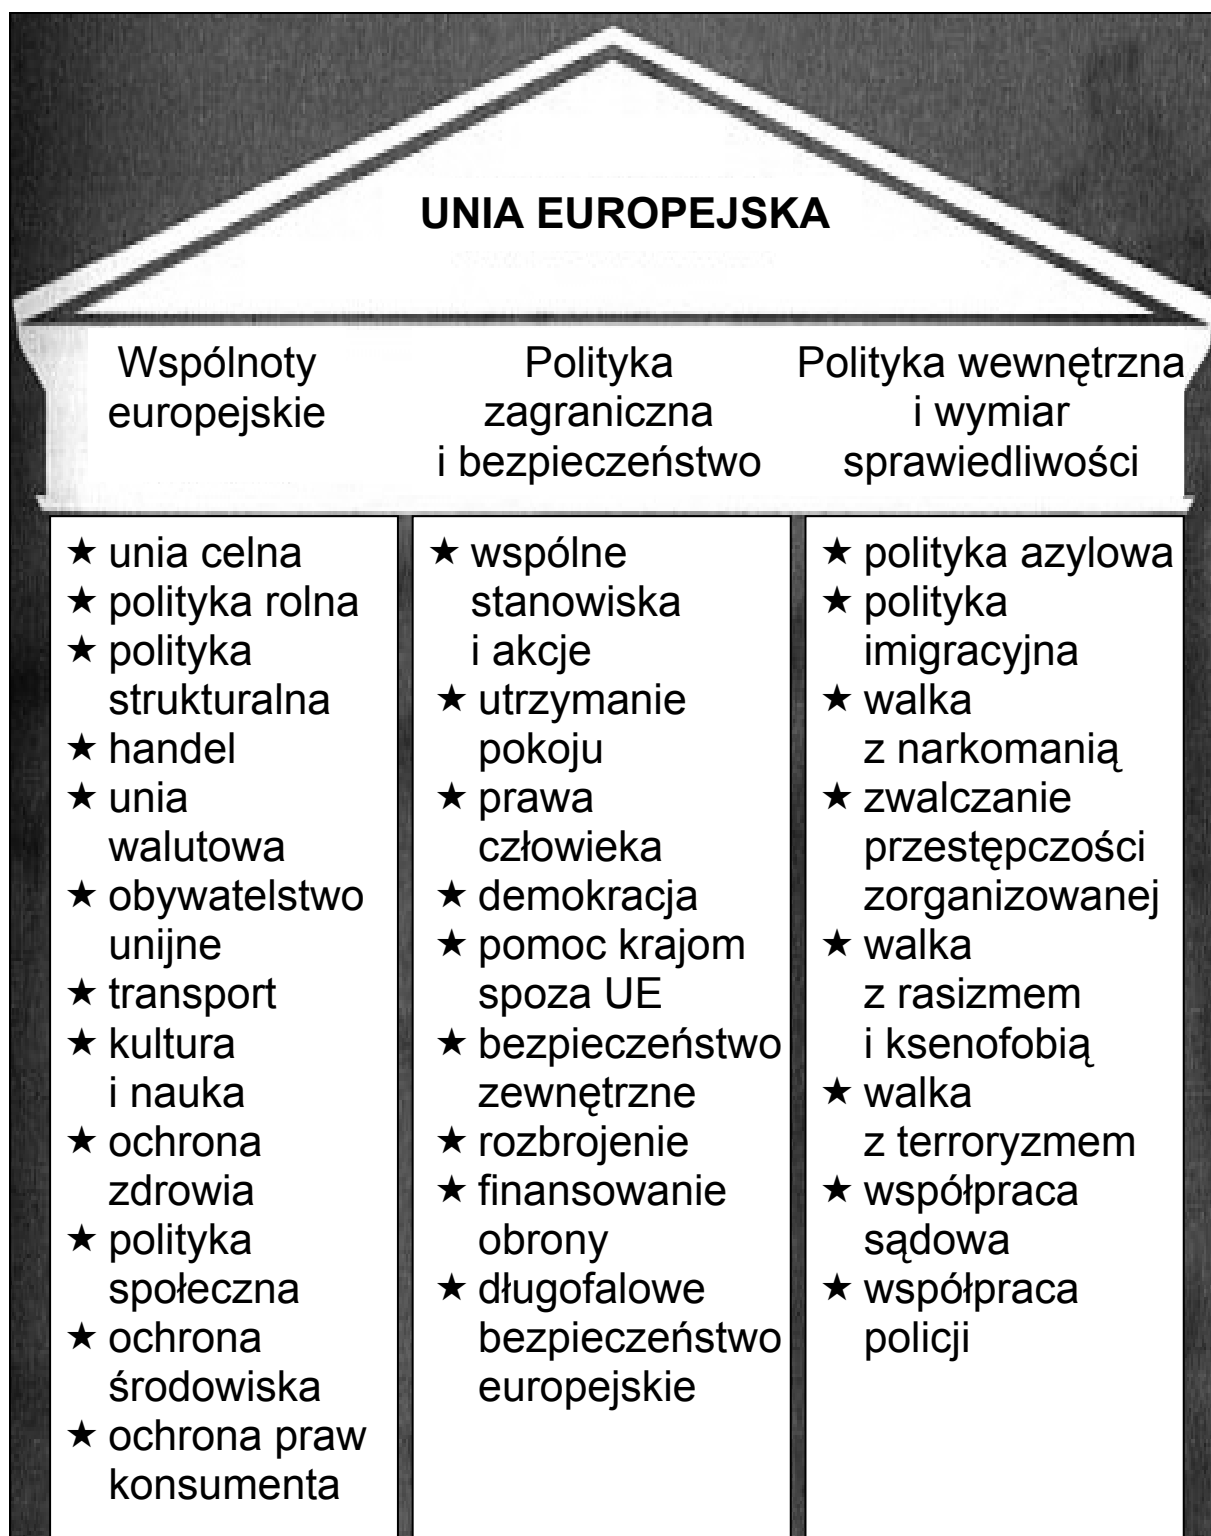 UNIA EUROPEJSKA
Wspólnoty
europejskie
Polityka
zagraniczna
i bezpieczeństwo
Polityka wewnętrzna
i wymiar
sprawiedliwości
★ unia celna
★ polityka rolna
★ polityka
strukturalna
★ handel
★ unia
walutowa
★ obywatelstwo
unijne
★ transport
★ kultura
i nauka
★ ochrona
zdrowia
★ polityka
społeczna
★ ochrona
środowiska
★ ochrona praw
konsumenta
★ wspólne
stanowiska
i akcje
★ utrzymanie
pokoju
★ prawa
człowieka
★ demokracja
★ pomoc krajom
spoza UE
★ bezpieczeństwo
zewnętrzne
★ rozbrojenie
★ finansowanie
obrony
★ długofalowe
bezpieczeństwo
europejskie
★ polityka azylowa
★ polityka
imigracyjna
★ walka
z narkomanią
★ zwalczanie
przestępczości
zorganizowanej
★ walka
z rasizmem
i ksenofobią
★ walka
z terroryzmem
★ współpraca
sądowa
★ współpraca
policji